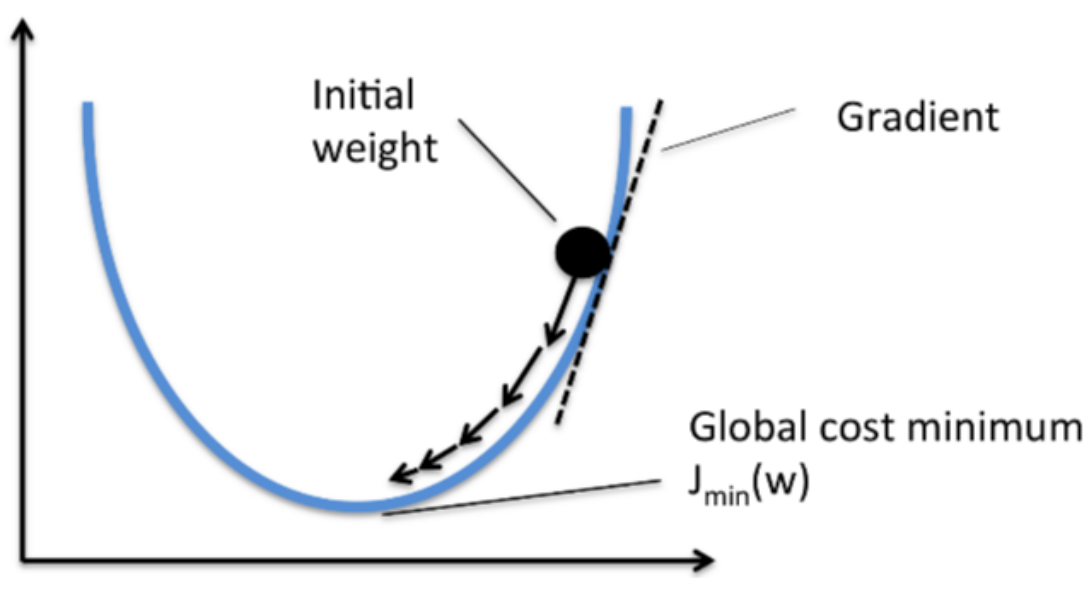 Initial
weight
Gradient
Global cost minimum
Jmin(w)